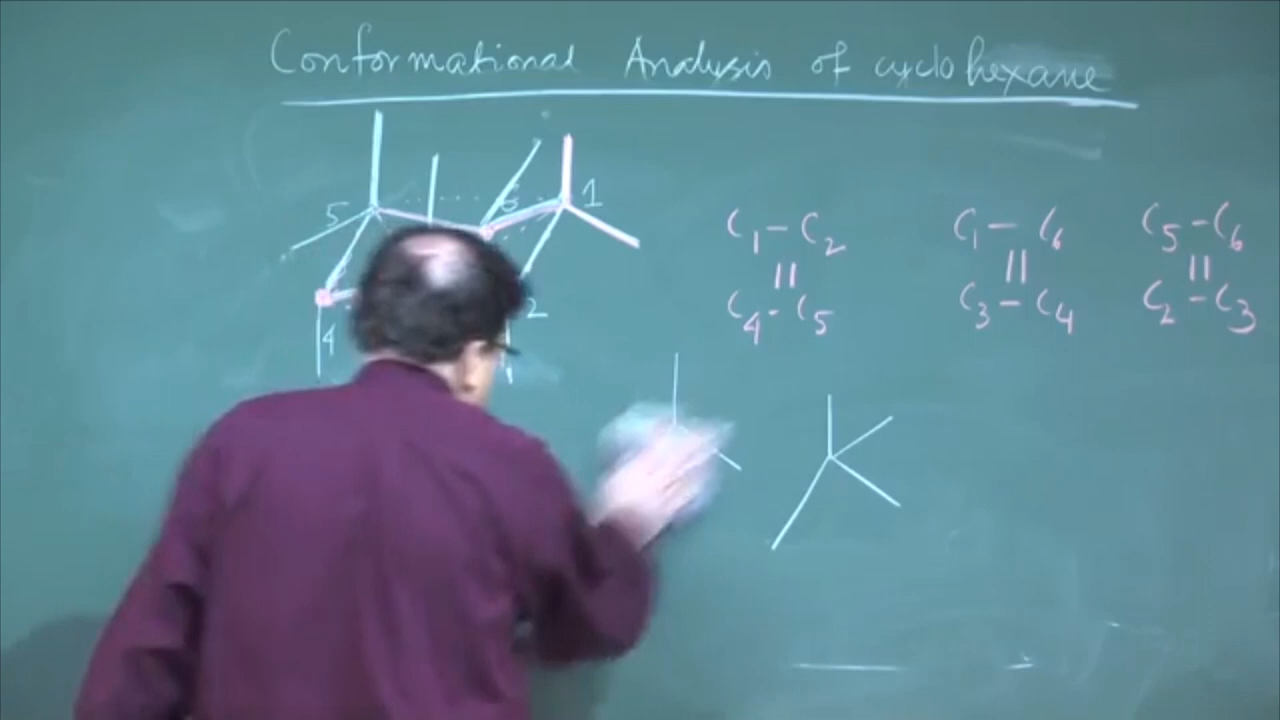 Conformational Analysis of cyclohexane
5 6 1
4 2
C1-C2 C1-C6 C5-C6
|| || ||
C4-C5 C3-C4 C2-C3